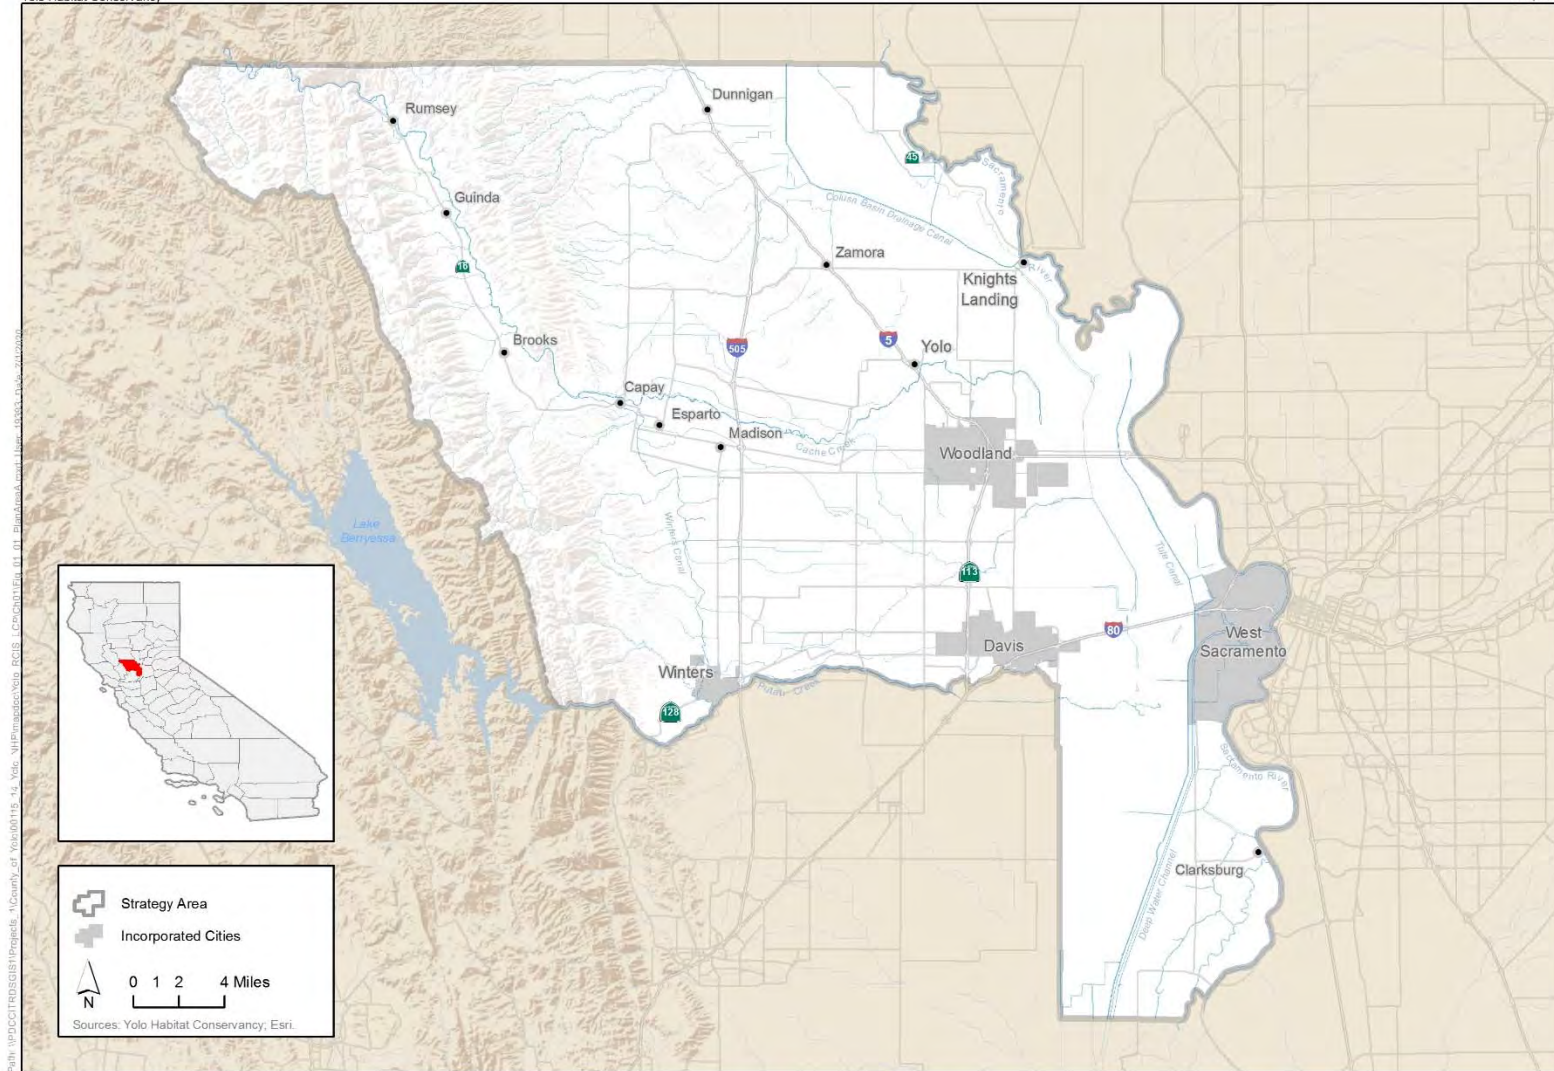 Rumsey
Dunnigan
45
Sacramento
Guinda
Colusa Basin Drainage Canal
16
Zamora
Knights
Landing
River
505
5
Yolo
Brooks
Capay
Esparto
Madison
Cache Creek
Woodland
Lake
Berryessa
Winters Canal
Tule Canal
113
80
Davis
West
Sacramento
Winters
Putah Creek
128
Sacramento River
Clarksburg
Deep Water Channel
Strategy Area
Incorporated Cities
0 1 2 4 Miles
N
Sources: Yolo Habitat Conservancy; Esri.